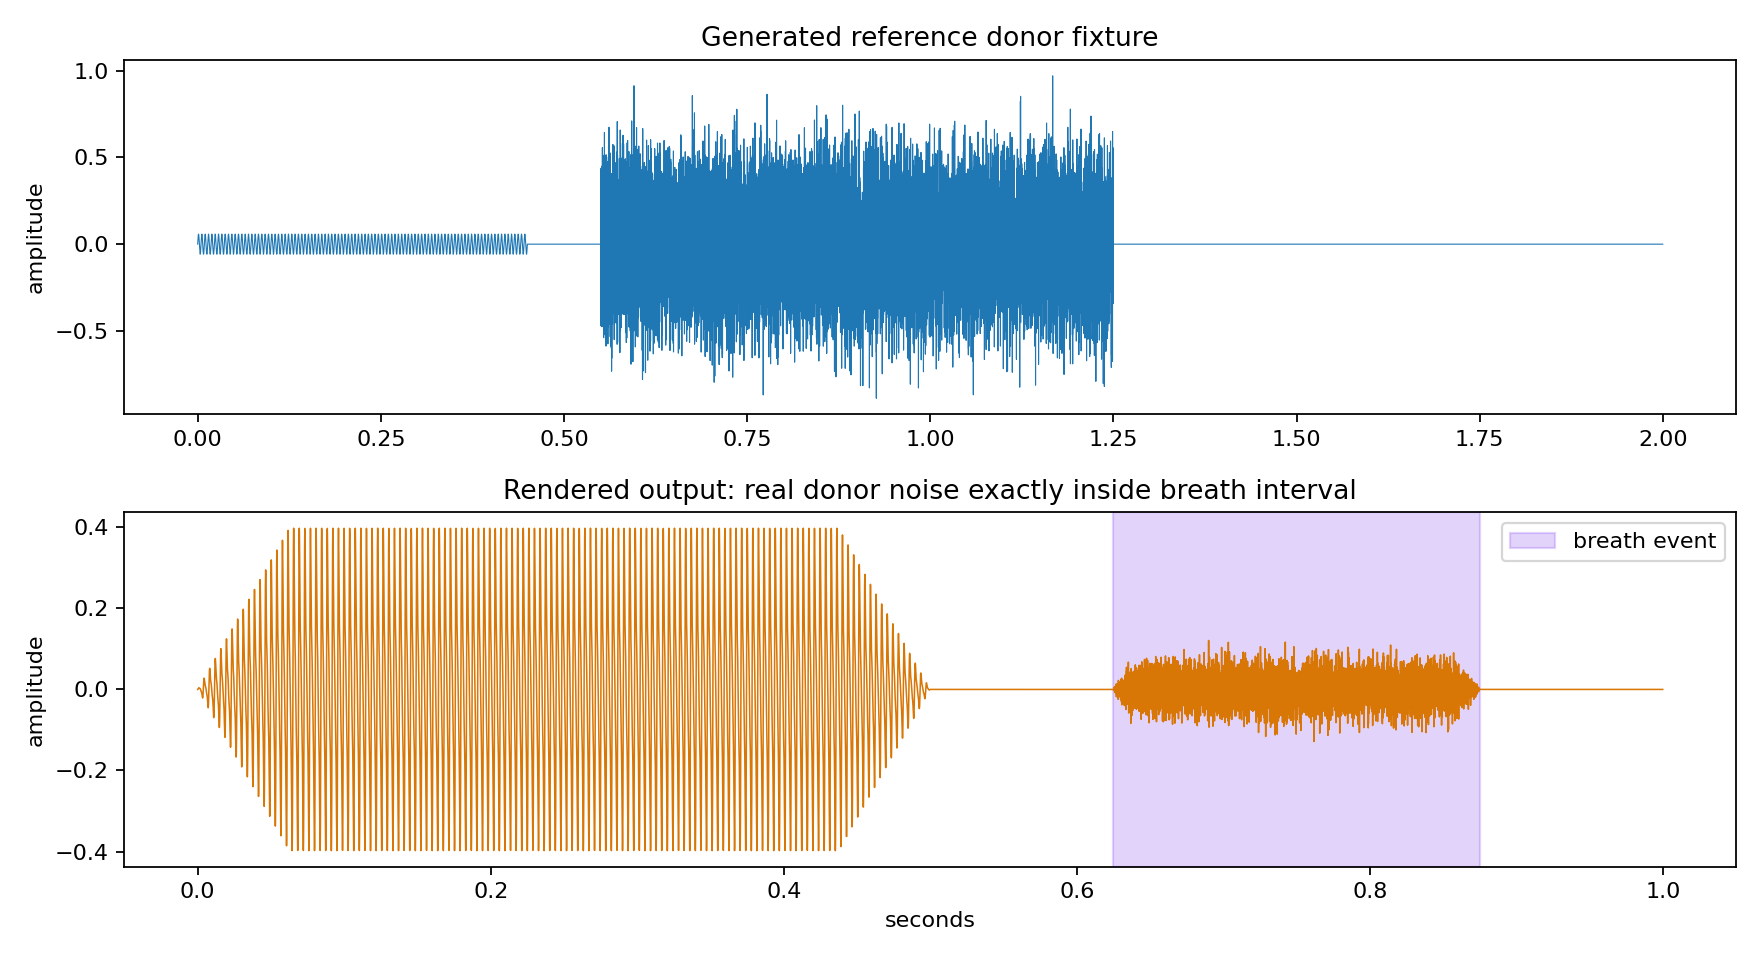 Generated reference donor fixture
1.0
0.5
0.0
−0.5
amplitude
0.00 0.25 0.50 0.75 1.00 1.25 1.50 1.75 2.00
Rendered output: real donor noise exactly inside breath interval
breath event
0.4
0.2
0.0
−0.2
−0.4
amplitude
0.0 0.2 0.4 0.6 0.8 1.0
seconds